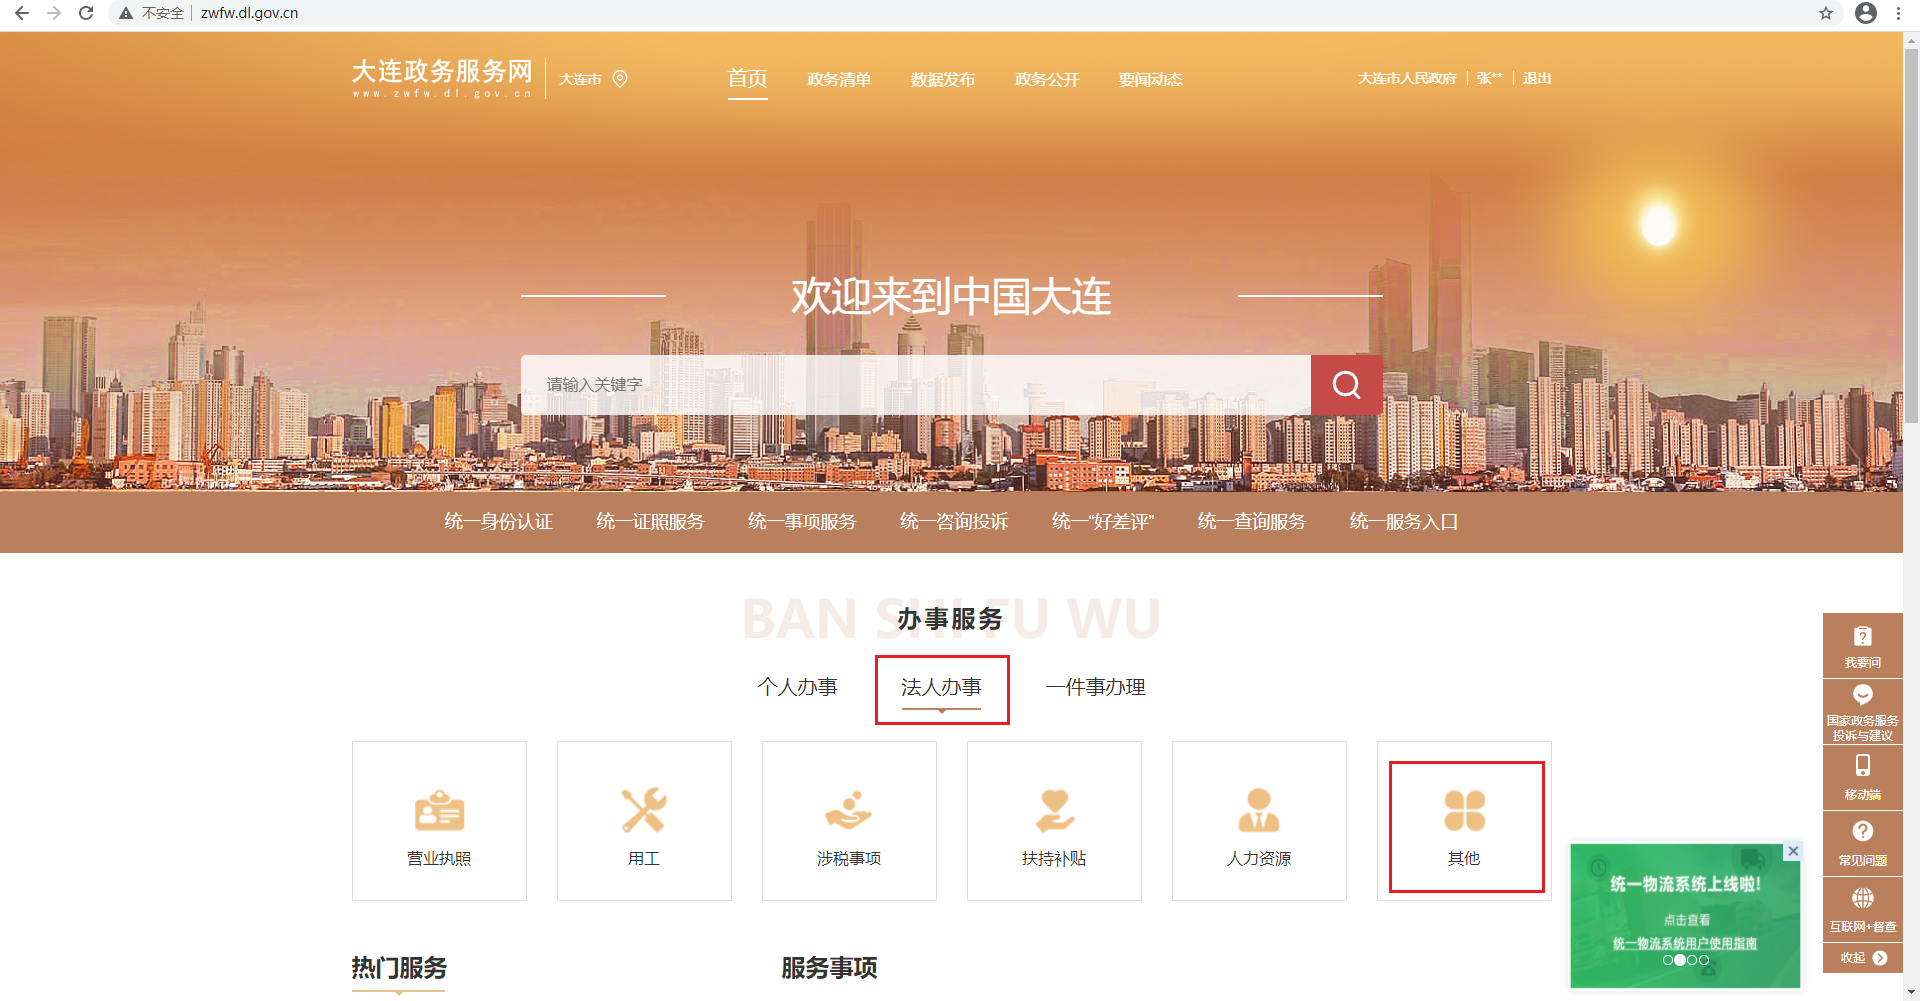 不安全 zwfw.dl.gov.cn
大连政务服务网
www.zwfw.dl.gov.cn
大连市
首页 政务清单 数据发布 政务公开 要闻动态
大连市人民政府 张** 退出
欢迎来到中国大连
请输入关键字
统一身份认证 统一证照服务 统一事项服务 统一咨询投诉 统一“好差评” 统一查询服务 统一服务入口
BAN SHI FU WU
办事服务
个人办事 法人办事 一件事办理
营业执照 用工 涉税事项 扶持补贴 人力资源 其他
热门服务 服务事项
我要问
国家政务服务
投诉与建议
移动端
常见问题
互联网+督查
收起
统一物流系统上线啦!
点击查看
统一物流系统用户使用指南